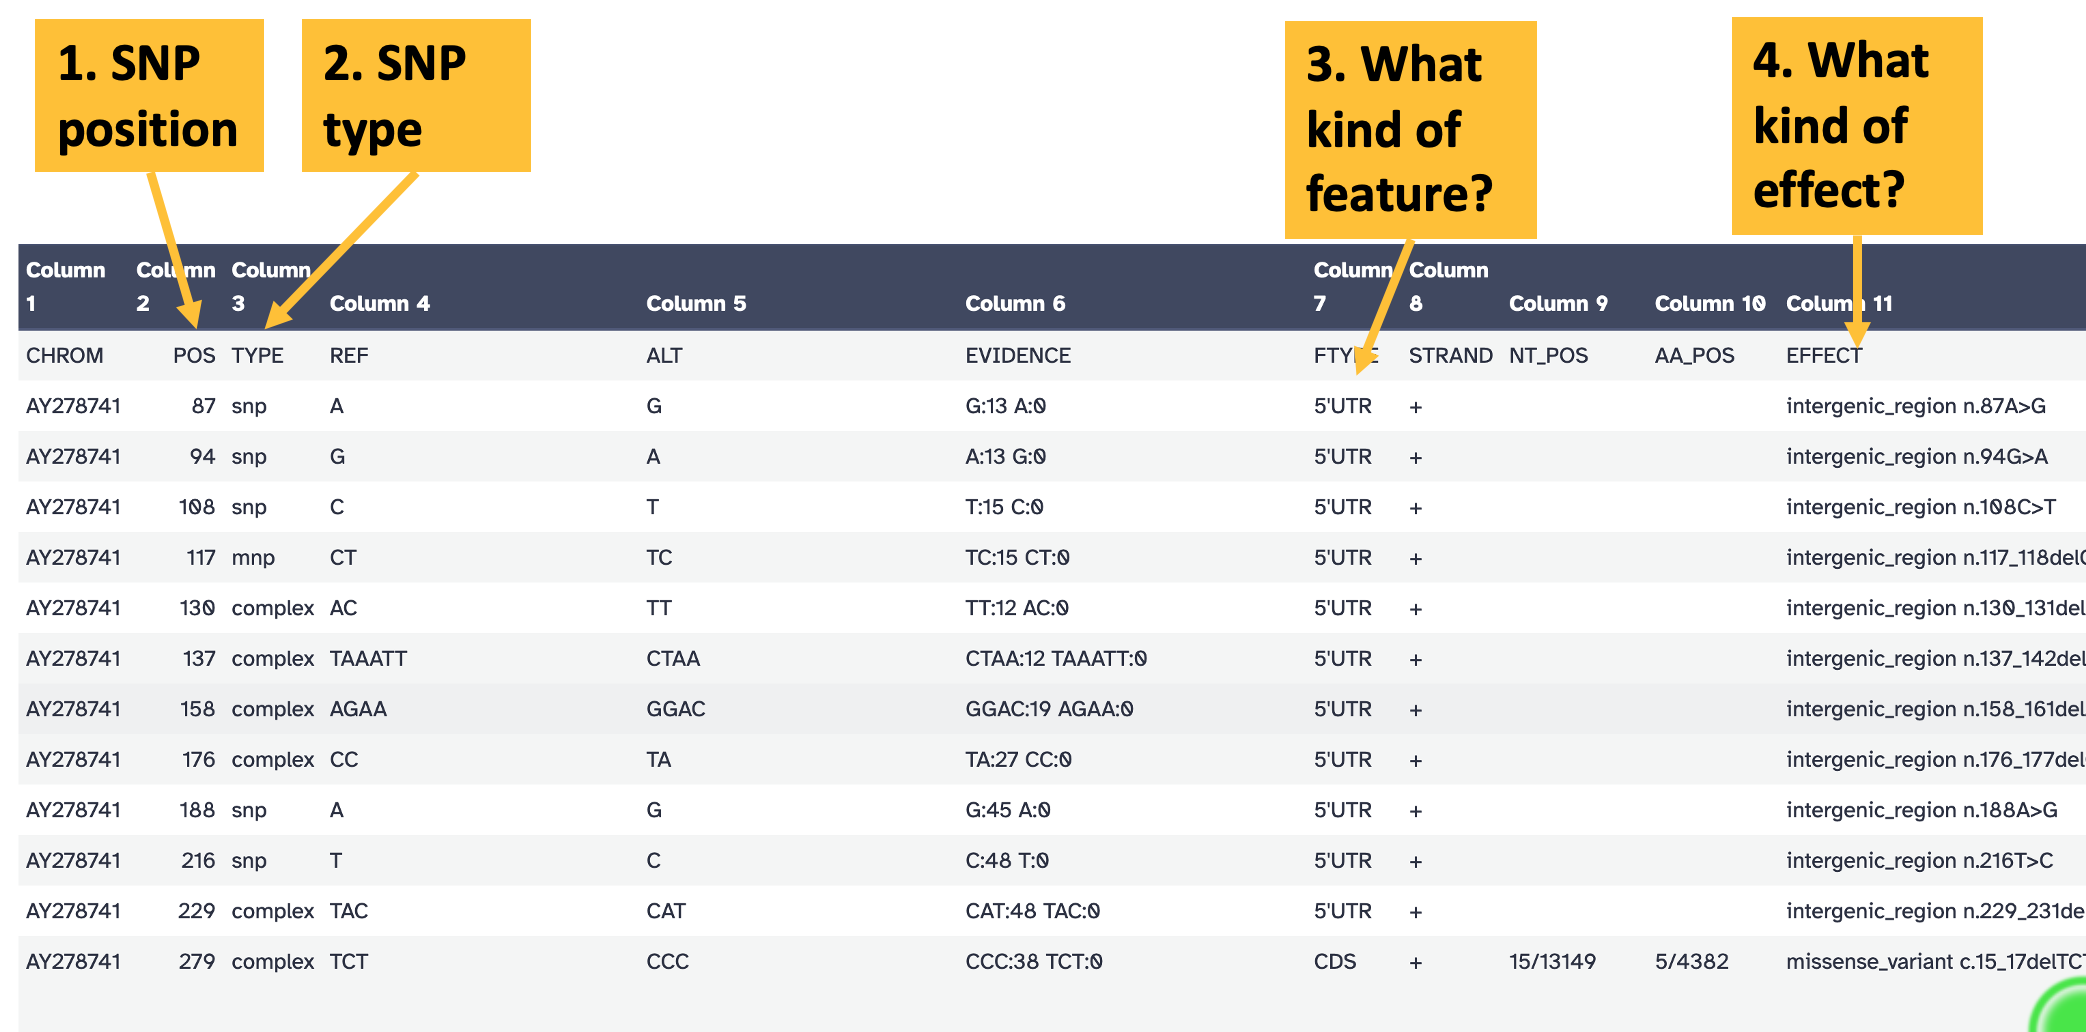 1. SNP
position
2. SNP
type
3. What
kind of
feature?
4. What
kind of
effect?
Column 1 Column 2 Column 3 Column 4 Column 5 Column 6 Column 7 Column 8 Column 9 Column 10 Column 11
CHROM POS TYPE REF ALT EVIDENCE FTYPE STRAND NT_POS AA_POS EFFECT
AY278741 87 snp A G G:13 A:0 5'UTR + intergenic_region n.87A>G
AY278741 94 snp G A A:13 G:0 5'UTR + intergenic_region n.94G>A
AY278741 108 snp C T T:15 C:0 5'UTR + intergenic_region n.108C>T
AY278741 117 mnp CT TC TC:15 CT:0 5'UTR + intergenic_region n.117_118del
AY278741 130 complex AC TT TT:12 AC:0 5'UTR + intergenic_region n.130_131del
AY278741 137 complex TAAATT CTAA CTAA:12 TAAATT:0 5'UTR + intergenic_region n.137_142del
AY278741 158 complex AGAA GGAC GGAC:19 AGAA:0 5'UTR + intergenic_region n.158_161del
AY278741 176 complex CC TA TA:27 CC:0 5'UTR + intergenic_region n.176_177del
AY278741 188 snp A G G:45 A:0 5'UTR + intergenic_region n.188A>G
AY278741 216 snp T C C:48 T:0 5'UTR + intergenic_region n.216T>C
AY278741 229 complex TAC CAT CAT:48 TAC:0 5'UTR + intergenic_region n.229_231de
AY278741 279 complex TCT CCC CCC:38 TCT:0 CDS + 15/13149 5/4382 missense_variant c.15_17delTCT